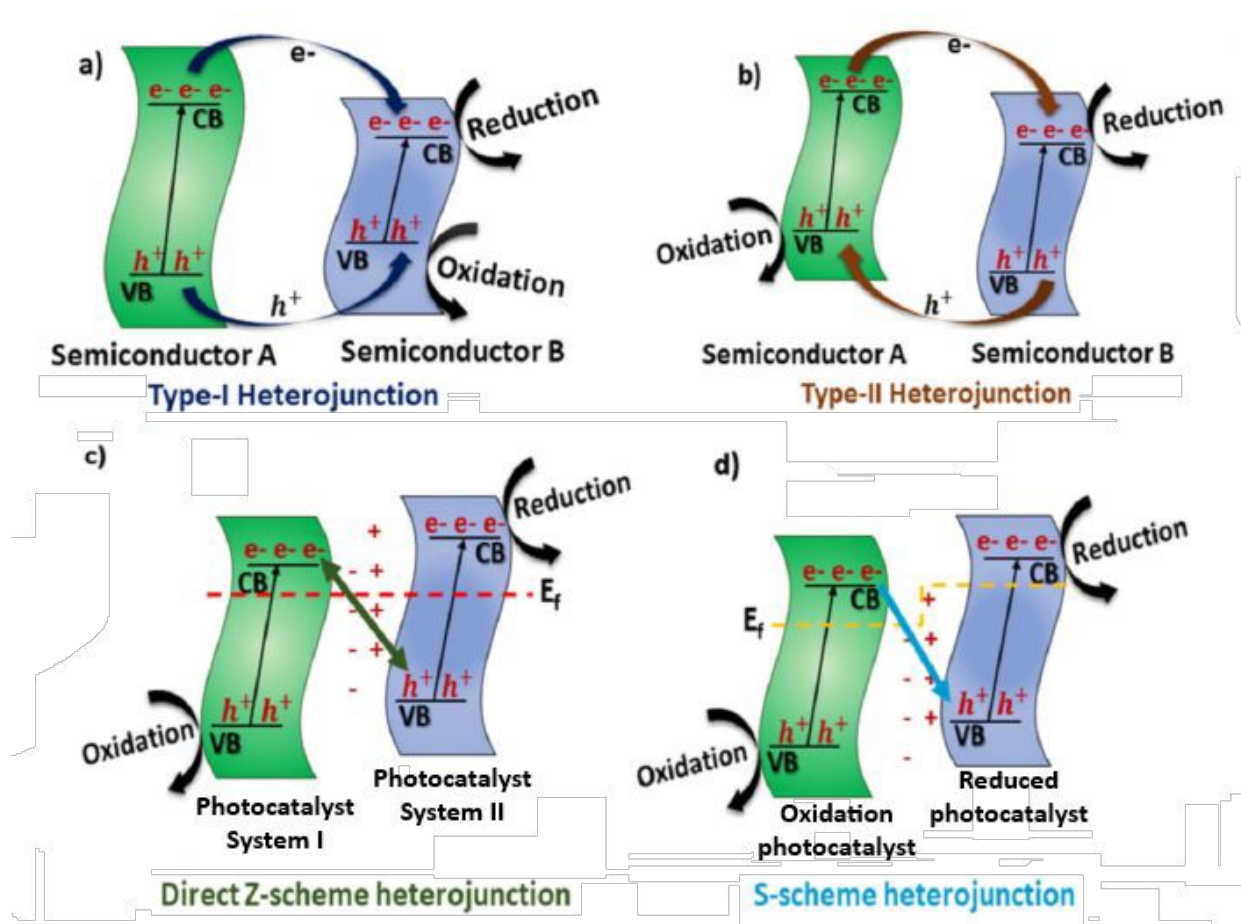 a)
e-
e- e- e-
CB
h⁺ h⁺
VB
e- e- e-
CB
h⁺ h⁺
VB
Reduction
Oxidation
h⁺
Semiconductor A
Semiconductor B
Type-I Heterojunction
b)
e-
e- e- e-
CB
h⁺ h⁺
VB
Oxidation
e- e- e-
CB
h⁺ h⁺
VB
Reduction
h⁺
Semiconductor A
Semiconductor B
Type-II Heterojunction
c)
e- e- e-
CB
h⁺ h⁺
VB
Oxidation
+
- +
- +
- +
-
e- e- e-
CB
h⁺ h⁺
VB
Reduction
E_f
Photocatalyst
System I
Photocatalyst
System II
Direct Z-scheme heterojunction
d)
e- e- e-
CB
E_f
h⁺ h⁺
VB
Oxidation
+
- +
- +
- +
-
e- e- e-
CB
h⁺ h⁺
VB
Reduction
Oxidation
photocatalyst
Reduced
photocatalyst
S-scheme heterojunction